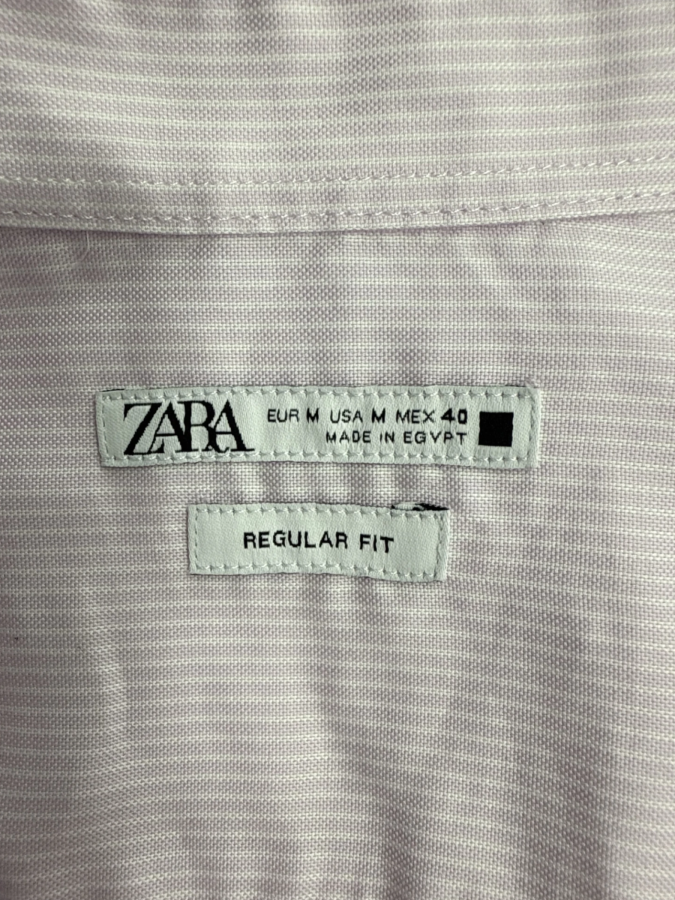 ZARA
EUR M USA M MEX 40
MADE IN EGYPT
REGULAR FIT